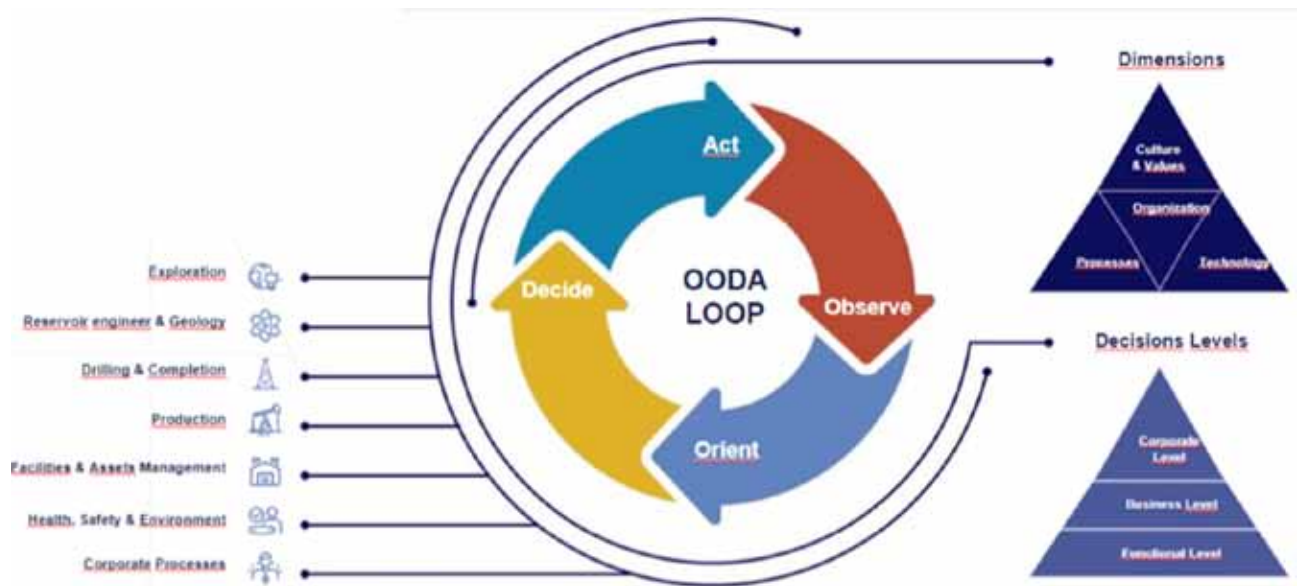 Dimensions
Culture
& Values
Organization
Processes
Technology
Act
OODA
LOOP
Decide
Observe
Orient
Exploration
Reservoir engineer & Geology
Drilling & Completion
Production
Facilities & Assets Management
Health, Safety & Environment
Corporate Processes
Decisions Levels
Corporate
Level
Business Level
Functional Level